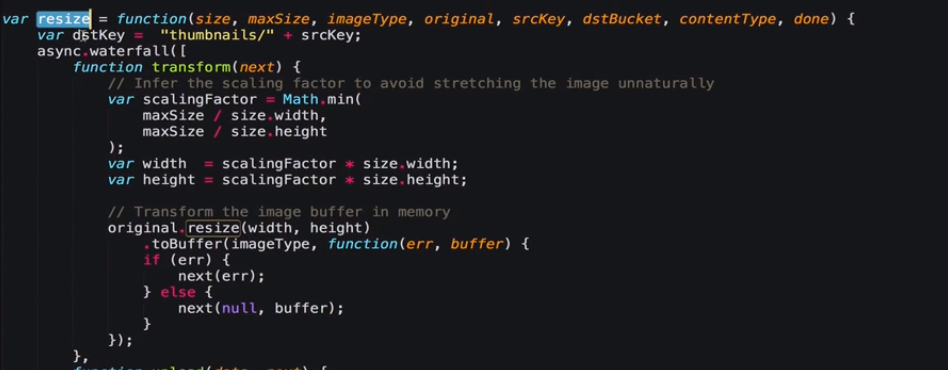 var resize = function(size, maxSize, imageType, original, srcKey, dstBucket, contentType, done) {
    var dstKey =  "thumbnails/" + srcKey;
    async.waterfall([
        function transform(next) {
            // Infer the scaling factor to avoid stretching the image unnaturally
            var scalingFactor = Math.min(
                maxSize / size.width,
                maxSize / size.height
            );
            var width  = scalingFactor * size.width;
            var height = scalingFactor * size.height;

            // Transform the image buffer in memory
            original.resize(width, height)
                .toBuffer(imageType, function(err, buffer) {
                if (err) {
                    next(err);
                } else {
                    next(null, buffer);
                }
            });
        },